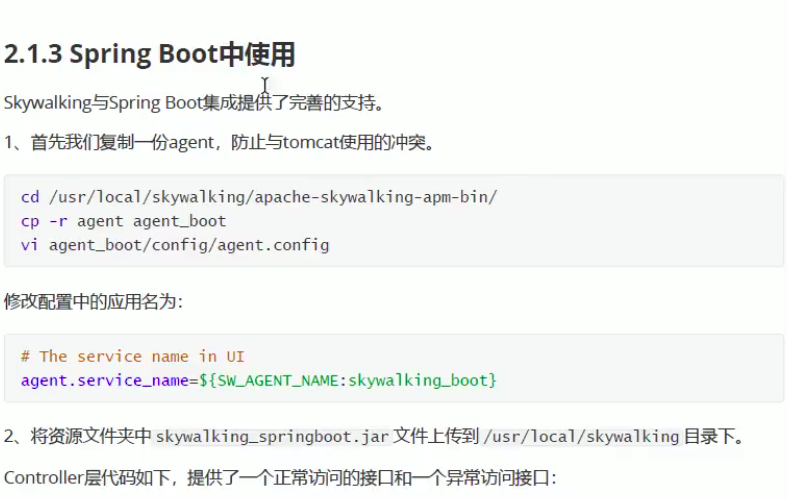 2.1.3 Spring Boot中使用
Skywalking与Spring Boot集成提供了完善的支持。
1、首先我们复制一份agent，防止与tomcat使用的冲突。
cd /usr/local/skywalking/apache-skywalking-apm-bin/
cp -r agent agent_boot
vi agent_boot/config/agent.config
修改配置中的应用名为：
# The service name in UI
agent.service_name=${SW_AGENT_NAME:skywalking_boot}
2、将资源文件夹中 skywalking_springboot.jar 文件上传到 /usr/local/skywalking 目录下。
Controller层代码如下，提供了一个正常访问的接口和一个异常访问接口：